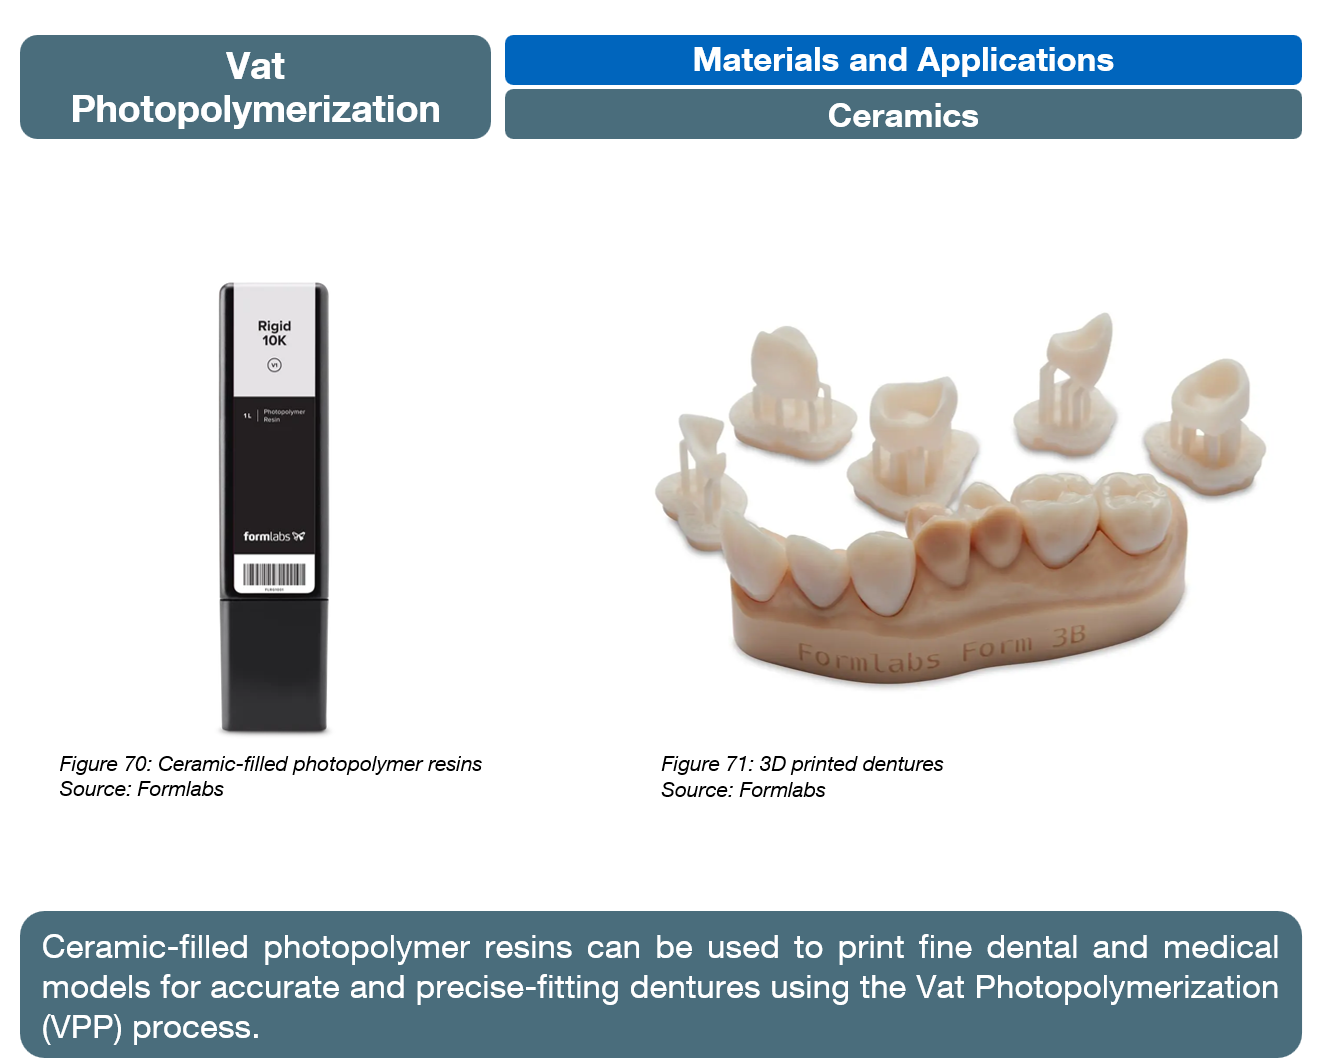 Vat
Photopolymerization
Materials and Applications
Ceramics
Rigid
10K
V1
1 L | Photopolymer
Resin
formlabs
Formlabs Form 3B
Figure 70: Ceramic-filled photopolymer resins
Source: Formlabs
Figure 71: 3D printed dentures
Source: Formlabs
Ceramic-filled photopolymer resins can be used to print fine dental and medical
models for accurate and precise-fitting dentures using the Vat Photopolymerization
(VPP) process.